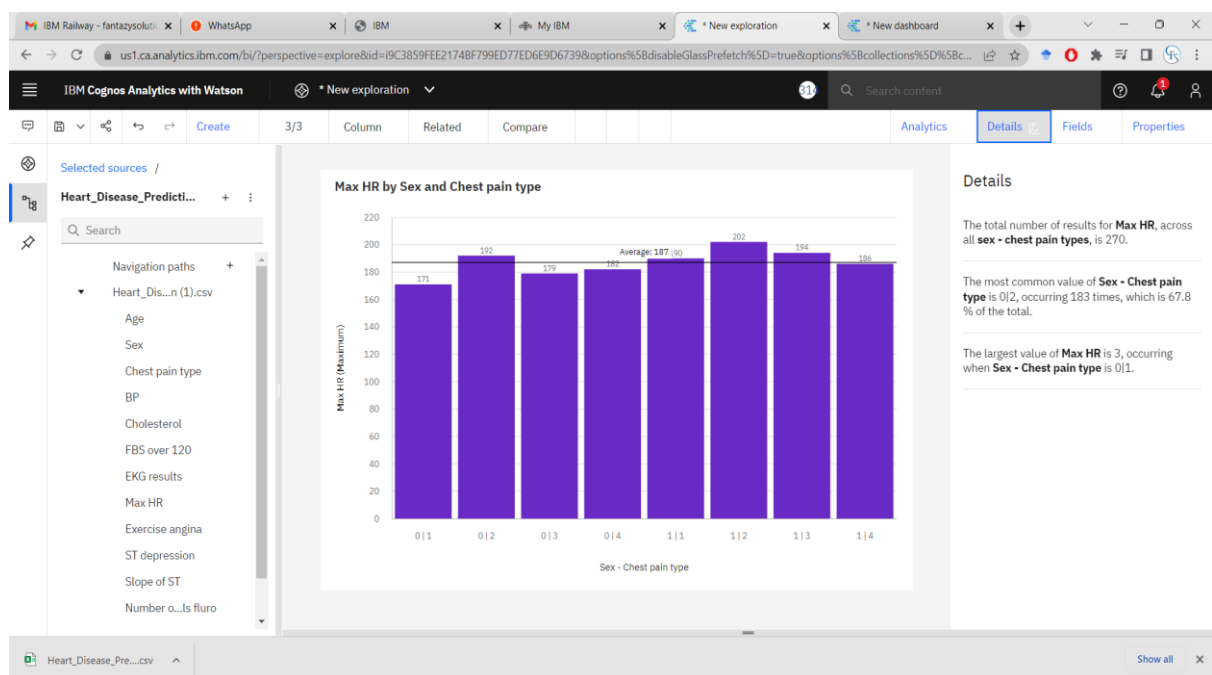 IBM Railway - fantazysolutic
WhatsApp
IBM
My IBM
* New exploration
* New dashboard
us1.ca.analytics.ibm.com/bi/?perspective=explore&id=i9C3859FEE2174BF799ED77ED6E9D6739&options%5BdisableGlassPrefetch%5D=true&options%5Bcollections%5D%5Bc...
IBM Cognos Analytics with Watson
* New exploration
314
Search content
1
Create
3/3
Column
Related
Compare
Analytics
Details
Fields
Properties
Selected sources /
Heart_Disease_Predicti...
Search
Navigation paths
Heart_Dis...n (1).csv
Age
Sex
Chest pain type
BP
Cholesterol
FBS over 120
EKG results
Max HR
Exercise angina
ST depression
Slope of ST
Number o...ls fluro
Max HR by Sex and Chest pain type
Max HR (Maximum)
220
200
180
160
140
120
100
80
60
40
20
0
171
192
179
182
Average: 187
190
202
194
186
0|1
0|2
0|3
0|4
1|1
1|2
1|3
1|4
Sex - Chest pain type
Details
The total number of results for Max HR, across
all sex - chest pain types, is 270.
The most common value of Sex - Chest pain
type is 0|2, occurring 183 times, which is 67.8
% of the total.
The largest value of Max HR is 3, occurring
when Sex - Chest pain type is 0|1.
Heart_Disease_Pre....csv
Show all